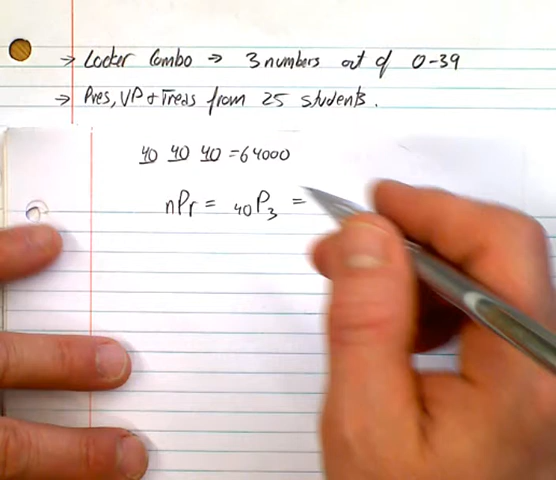 → Locker Combo → 3 numbers out of 0-39
→ Pres, VP + Treas from 25 students.
40 40 40 = 64000
nPr = 40P3 =